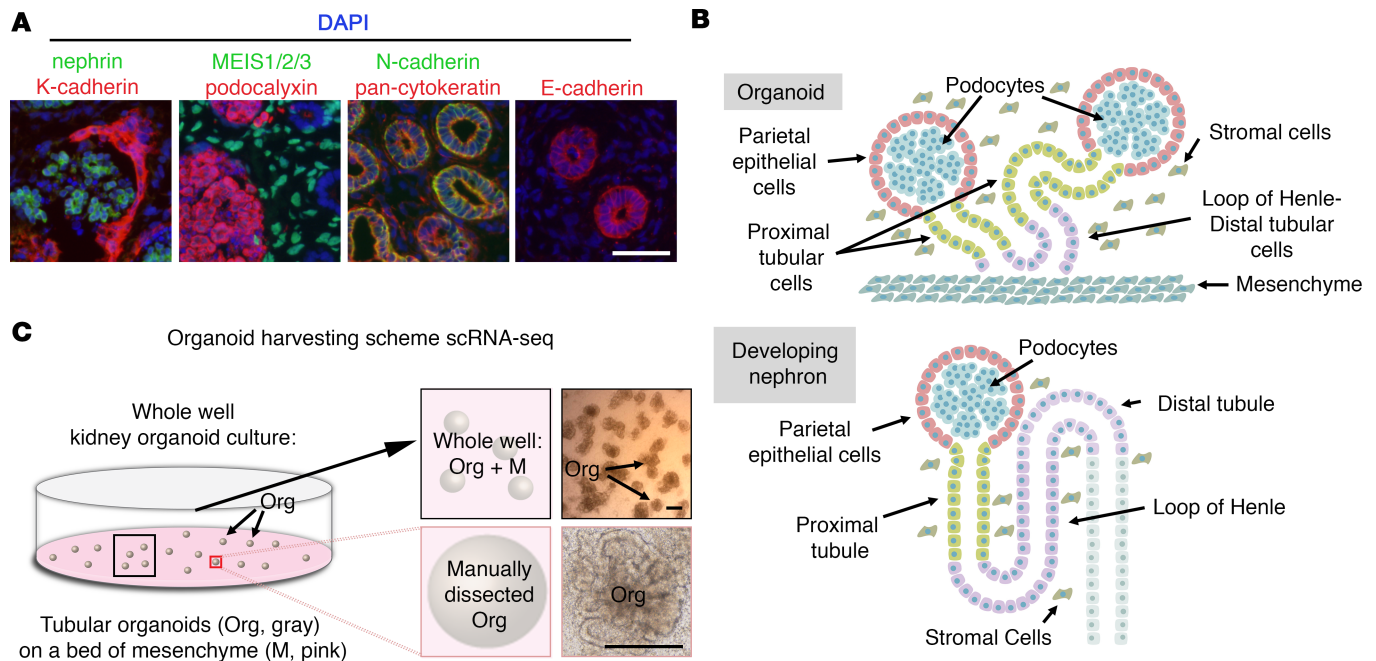 A
DAPI
nephrin
K-cadherin
MEIS1/2/3
podocalyxin
N-cadherin
pan-cytokeratin
E-cadherin
B
Organoid
Podocytes
Parietal
epithelial
cells
Stromal cells
Proximal
tubular
cells
Loop of Henle-
Distal tubular
cells
Mesenchyme
Developing
nephron
Podocytes
Distal tubule
Parietal
epithelial cells
Proximal
tubule
Loop of Henle
Stromal Cells
C
Organoid harvesting scheme scRNA-seq
Whole well
kidney organoid culture:
Org
Whole well:
Org + M
Org
Manually
dissected
Org
Org
Tubular organoids (Org, gray)
on a bed of mesenchyme (M, pink)